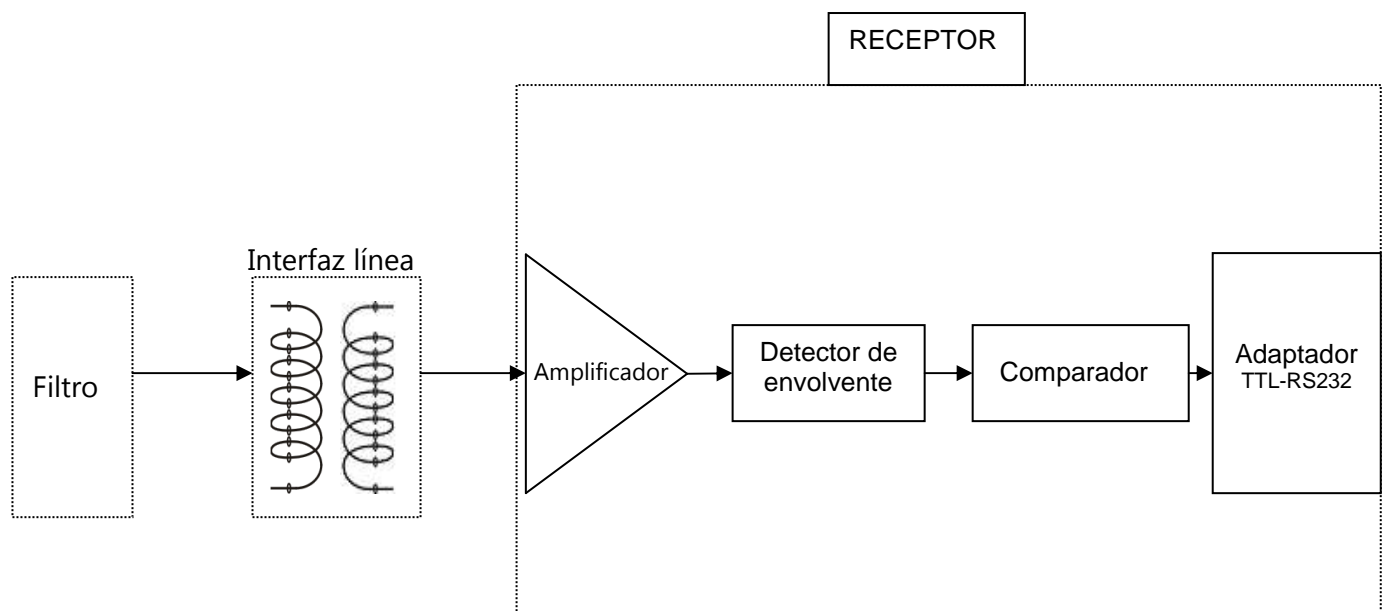 RECEPTOR
Interfaz línea
Filtro
Amplificador
Detector de
envolvente
Comparador
Adaptador
TTL-RS232